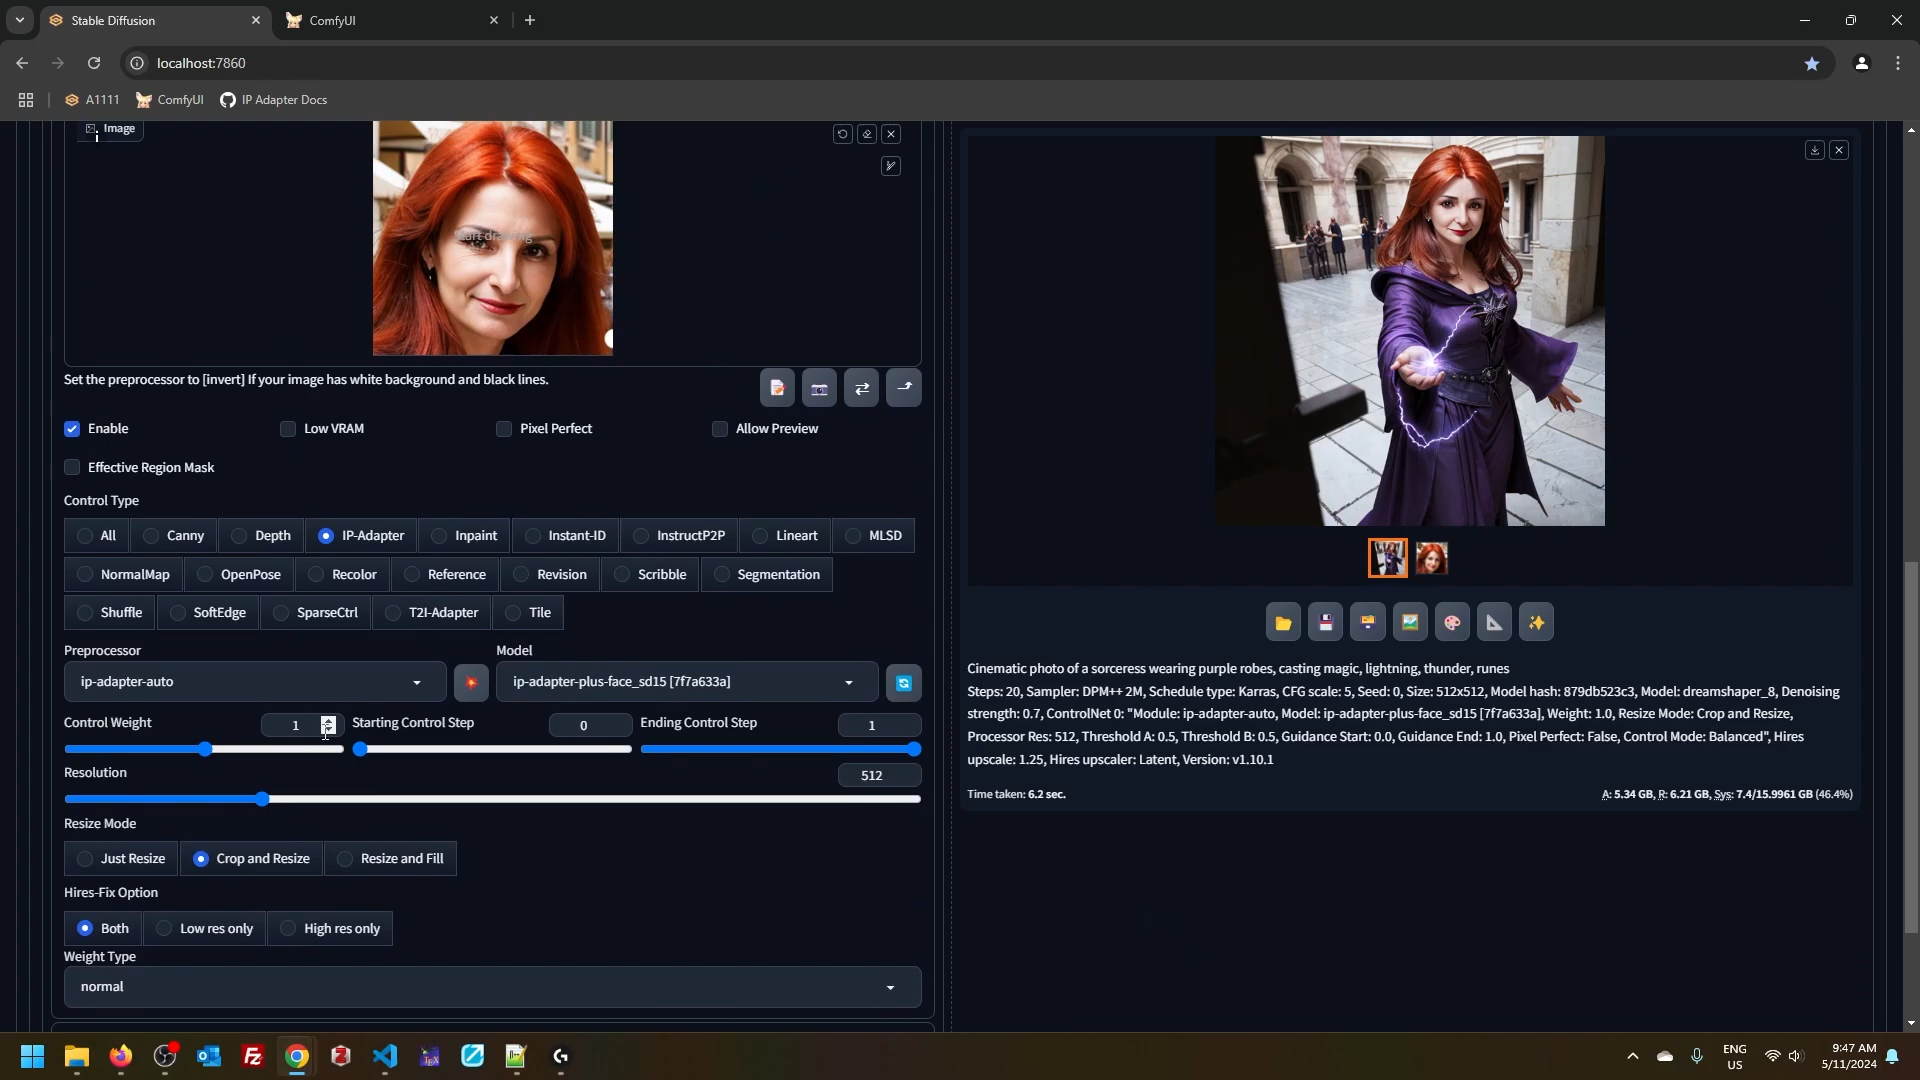 Stable Diffusion
ComfyUI
localhost:7860
A1111
ComfyUI
IP Adapter Docs
Image
Set the preprocessor to [invert] If your image has white background and black lines.
Enable
Low VRAM
Pixel Perfect
Allow Preview
Effective Region Mask
Control Type
All
Canny
Depth
IP-Adapter
Inpaint
Instant-ID
InstructP2P
Lineart
MLSD
NormalMap
OpenPose
Recolor
Reference
Revision
Scribble
Segmentation
Shuffle
SoftEdge
SparseCtrl
T2I-Adapter
Tile
Preprocessor
Model
ip-adapter-auto
ip-adapter-plus-face_sd15 [7f7a633a]
Control Weight
1
Starting Control Step
0
Ending Control Step
1
Resolution
512
Resize Mode
Just Resize
Crop and Resize
Resize and Fill
Hires-Fix Option
Both
Low res only
High res only
Weight Type
normal
Cinematic photo of a sorceress wearing purple robes, casting magic, lightning, thunder, runes
Steps: 20, Sampler: DPM++ 2M, Schedule type: Karras, CFG scale: 5, Seed: 0, Size: 512x512, Model hash: 879db523c3, Model: dreamshaper_8, Denoising
strength: 0.7, ControlNet 0: "Module: ip-adapter-auto, Model: ip-adapter-plus-face_sd15 [7f7a633a], Weight: 1.0, Resize Mode: Crop and Resize,
Processor Res: 512, Threshold A: 0.5, Threshold B: 0.5, Guidance Start: 0.0, Guidance End: 1.0, Pixel Perfect: False, Control Mode: Balanced", Hires
upscale: 1.25, Hires upscaler: Latent, Version: v1.10.1
Time taken: 6.2 sec.
A: 5.34 GB, R: 6.21 GB, Sys: 7.4/15.9961 GB (46.4%)
ENG
US
9:47 AM
5/11/2024